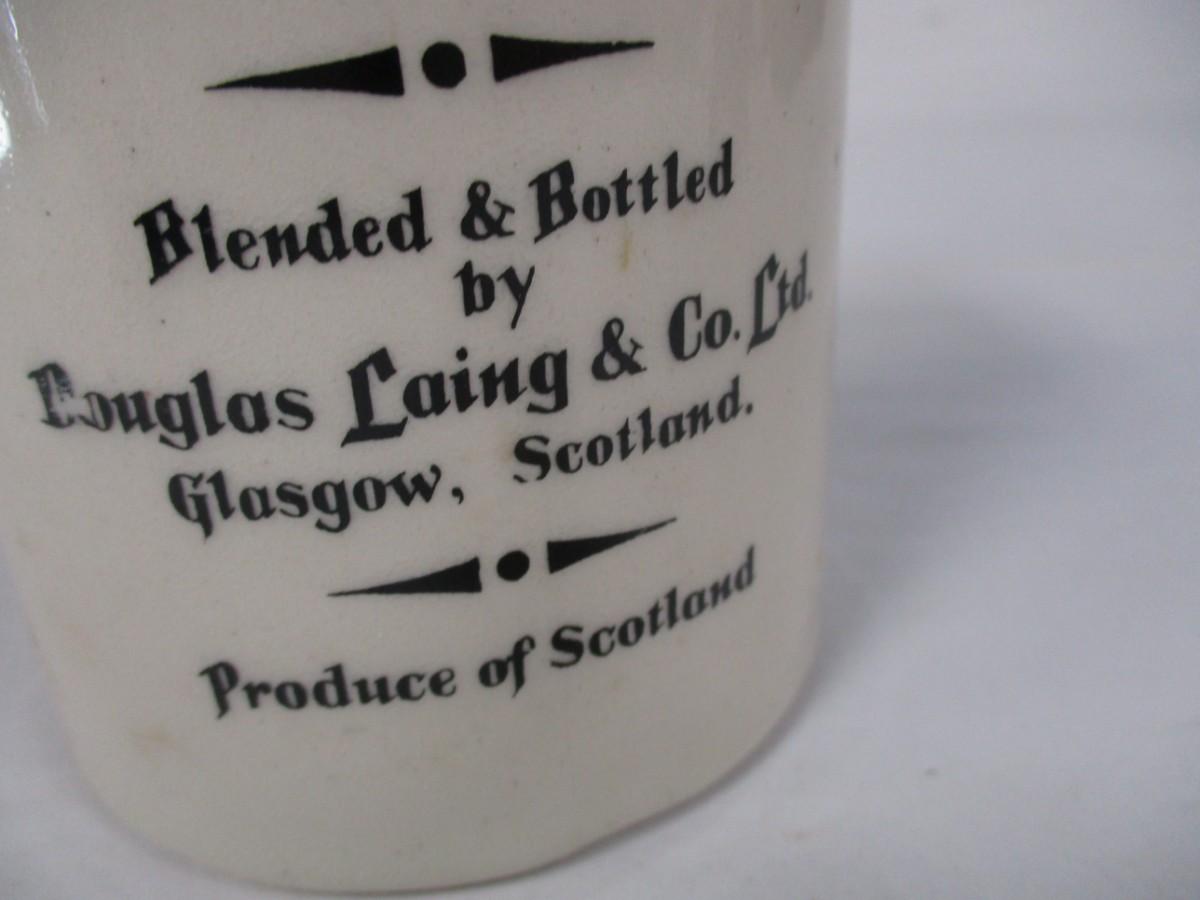 Blended & Bottled
by
Douglas Laing & Co. Ltd.
Glasgow, Scotland.
Produce of Scotland